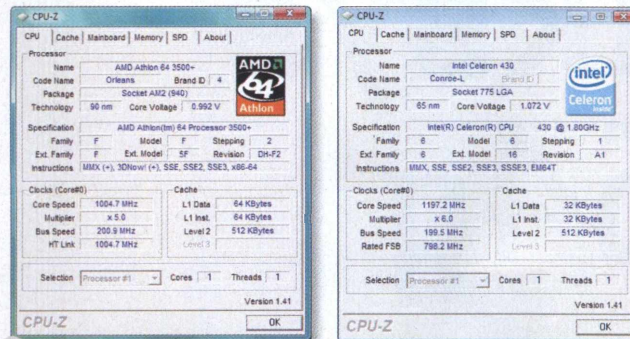 CPU-Z
CPU Cache Mainboard Memory SPD About
Processor
Name AMD Athlon 64 3500+
Code Name Orleans Brand ID 4
Package Socket AM2 (940)
Technology 90 nm Core Voltage 0.992 V
AMD
64
Athlon
Specification AMD Athlon(tm) 64 Processor 3500+
Family F Model F Stepping 2
Ext. Family F Ext. Model 5F Revision DH-F2
Instructions MMX (+), 3DNow! (+), SSE, SSE2, SSE3, x86-64
Clocks (Core#0) Cache
Core Speed 1004.7 MHz L1 Data 64 KBytes
Multiplier x 5.0 L1 Inst. 64 KBytes
Bus Speed 200.9 MHz Level 2 512 KBytes
HT Link 1004.7 MHz Level 3
Selection Processor #1 Cores 1 Threads 1
Version 1.41
CPU-Z OK
CPU-Z
CPU Cache Mainboard Memory SPD About
Processor
Name Intel Celeron 430
Code Name Conroe-L Brand ID
Package Socket 775 LGA
Technology 65 nm Core Voltage 1.072 V
intel
Celeron
inside
Specification Intel(R) Celeron(R) CPU 430 @ 1.80GHz
Family 6 Model 6 Stepping 1
Ext. Family 6 Ext. Model 16 Revision A1
Instructions MMX, SSE, SSE2, SSE3, SSSE3, EM64T
Clocks (Core#0) Cache
Core Speed 1197.2 MHz L1 Data 32 KBytes
Multiplier x 6.0 L1 Inst. 32 KBytes
Bus Speed 199.5 MHz Level 2 512 KBytes
Rated FSB 798.2 MHz Level 3
Selection Processor #1 Cores 1 Threads 1
Version 1.41
CPU-Z OK